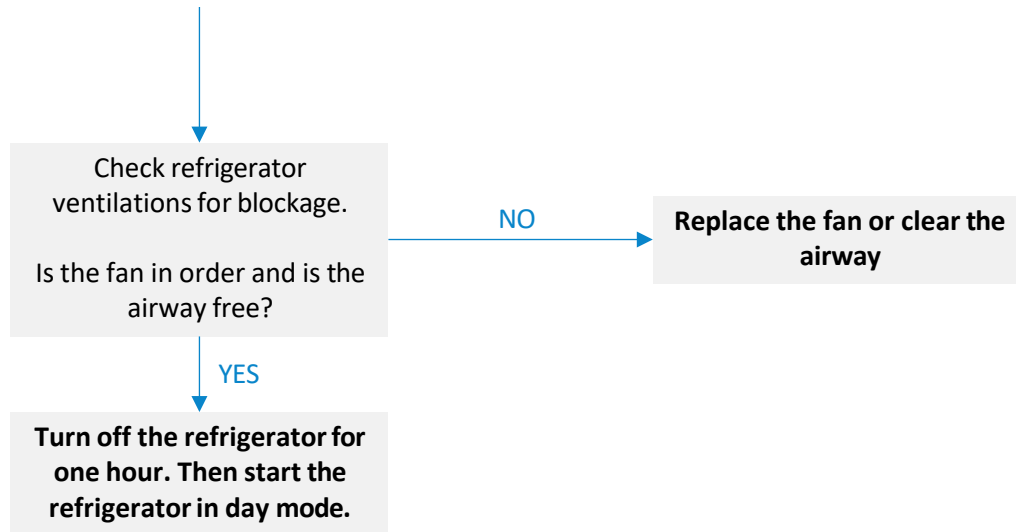 Check refrigerator
ventilations for blockage.
Is the fan in order and is the
airway free?
NO
Replace the fan or clear the
airway
YES
Turn off the refrigerator for
one hour. Then start the
refrigerator in day mode.